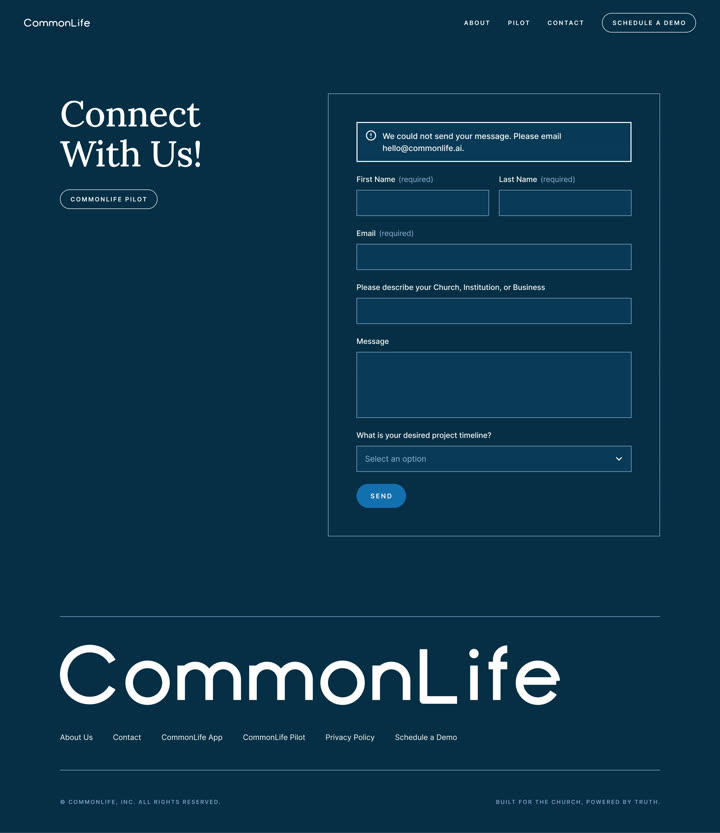 CommonLife
ABOUT PILOT CONTACT SCHEDULE A DEMO
Connect
With Us!
COMMONLIFE PILOT
We could not send your message. Please email
hello@commonlife.ai.
First Name (required) Last Name (required)
Email (required)
Please describe your Church, Institution, or Business
Message
What is your desired project timeline?
Select an option
SEND
CommonLife
About Us Contact CommonLife App CommonLife Pilot Privacy Policy Schedule a Demo
© COMMONLIFE, INC. ALL RIGHTS RESERVED. BUILT FOR THE CHURCH, POWERED BY TRUTH.